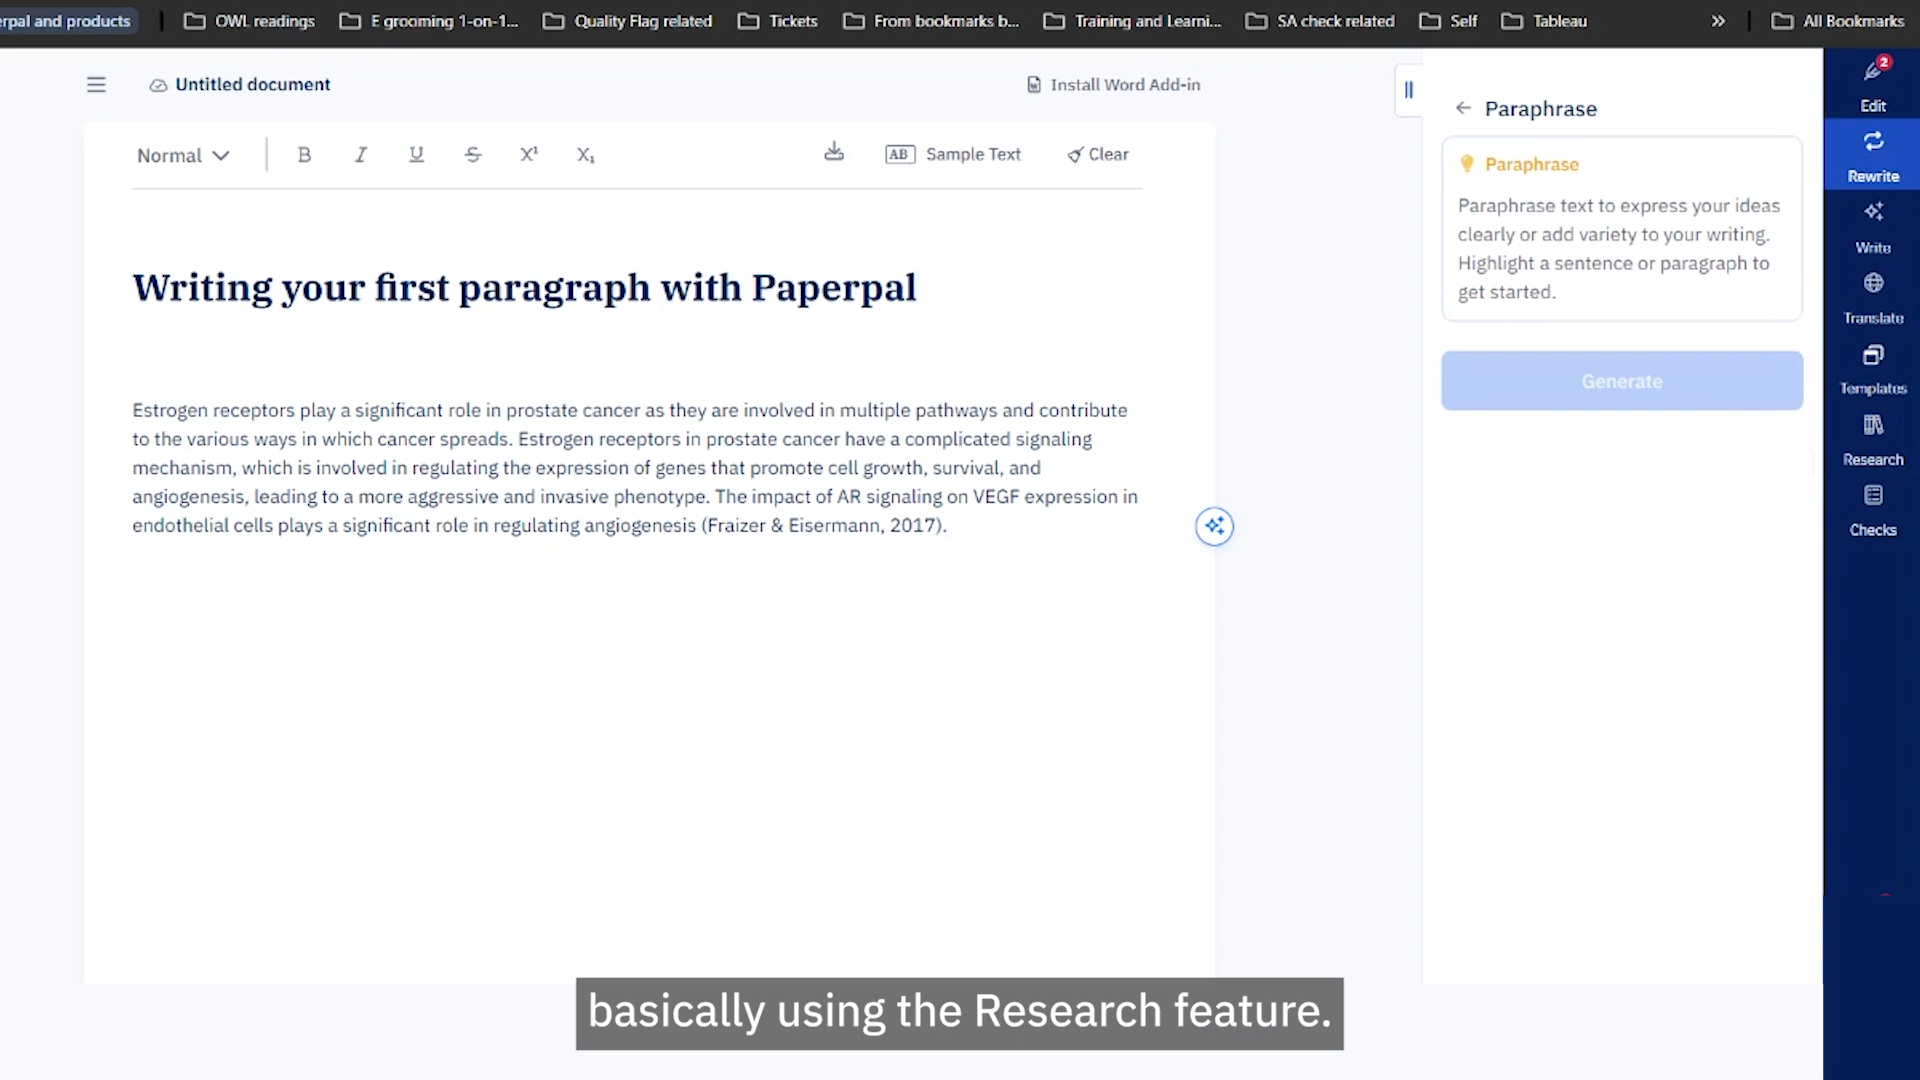 erpal and products
OWL readings
E grooming 1-on-1...
Quality Flag related
Tickets
From bookmarks b...
Training and Learni...
SA check related
Self
Tableau
»
All Bookmarks
Untitled document
Install Word Add-in
Normal
B
I
U
S
X¹
X₁
AB
Sample Text
Clear
Writing your first paragraph with Paperpal
Estrogen receptors play a significant role in prostate cancer as they are involved in multiple pathways and contribute
to the various ways in which cancer spreads. Estrogen receptors in prostate cancer have a complicated signaling
mechanism, which is involved in regulating the expression of genes that promote cell growth, survival, and
angiogenesis, leading to a more aggressive and invasive phenotype. The impact of AR signaling on VEGF expression in
endothelial cells plays a significant role in regulating angiogenesis (Fraizer & Eisermann, 2017).
Paraphrase
Paraphrase
Paraphrase text to express your ideas
clearly or add variety to your writing.
Highlight a sentence or paragraph to
get started.
Generate
2
Edit
Rewrite
Write
Translate
Templates
Research
Checks
basically using the Research feature.